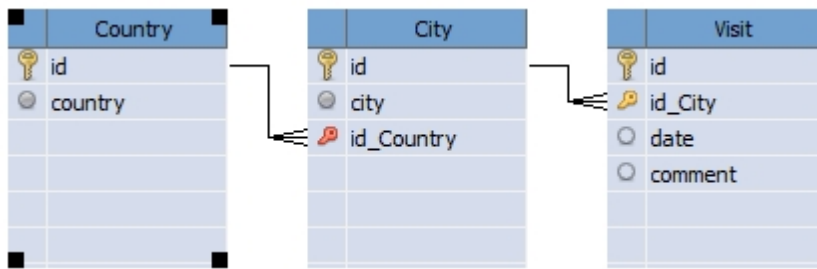 Country
id
country
City
id
city
id_Country
Visit
id
id_City
date
comment